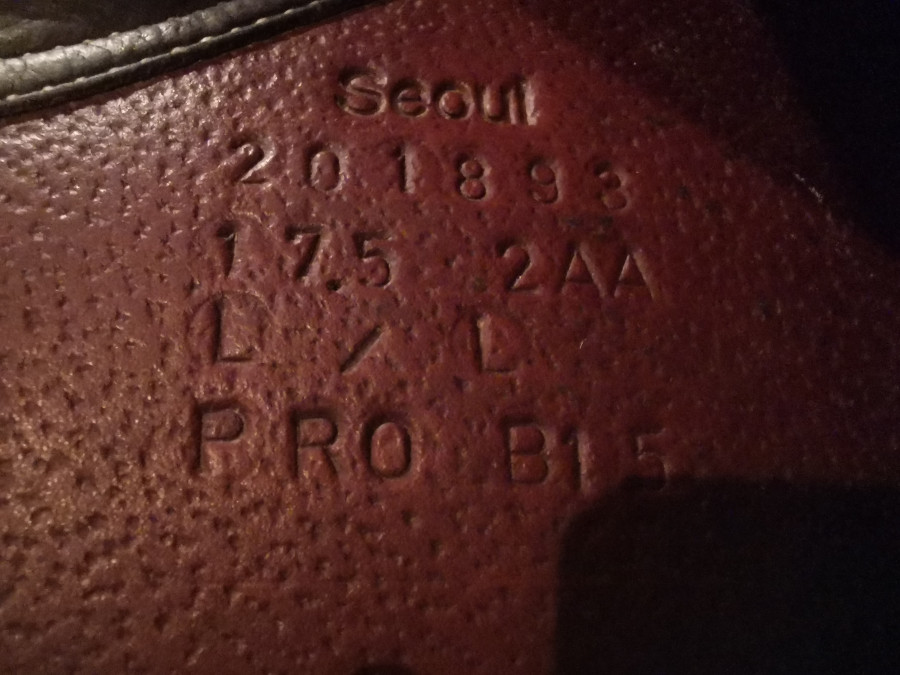 Seoul
201893
17.5 .2AA
L / D
PRO B15